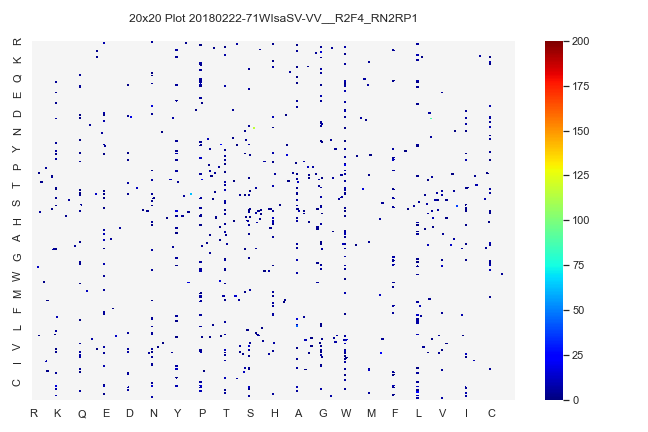 20x20 Plot 20180222-71WIsaSV-VV__R2F4_RN2RP1
R
K
Q
E
D
N
Y
P
T
S
H
A
G
W
M
F
L
V
I
C
200
175
150
125
100
75
50
25
0
R K Q E D N Y P T S H A G W M F L V I C